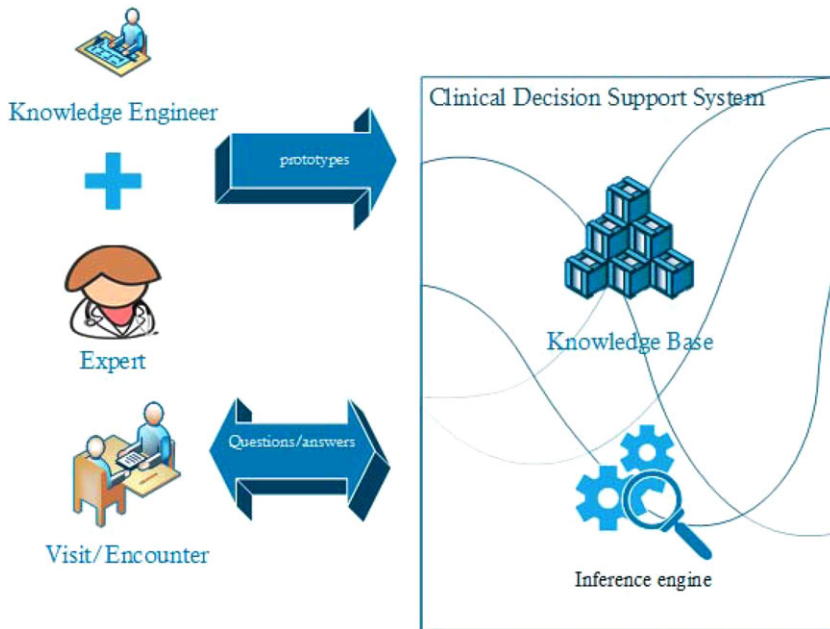 Knowledge Engineer
prototypes
Expert
Questions/answers
Visit/Encounter
Clinical Decision Support System
Knowledge Base
Inference engine